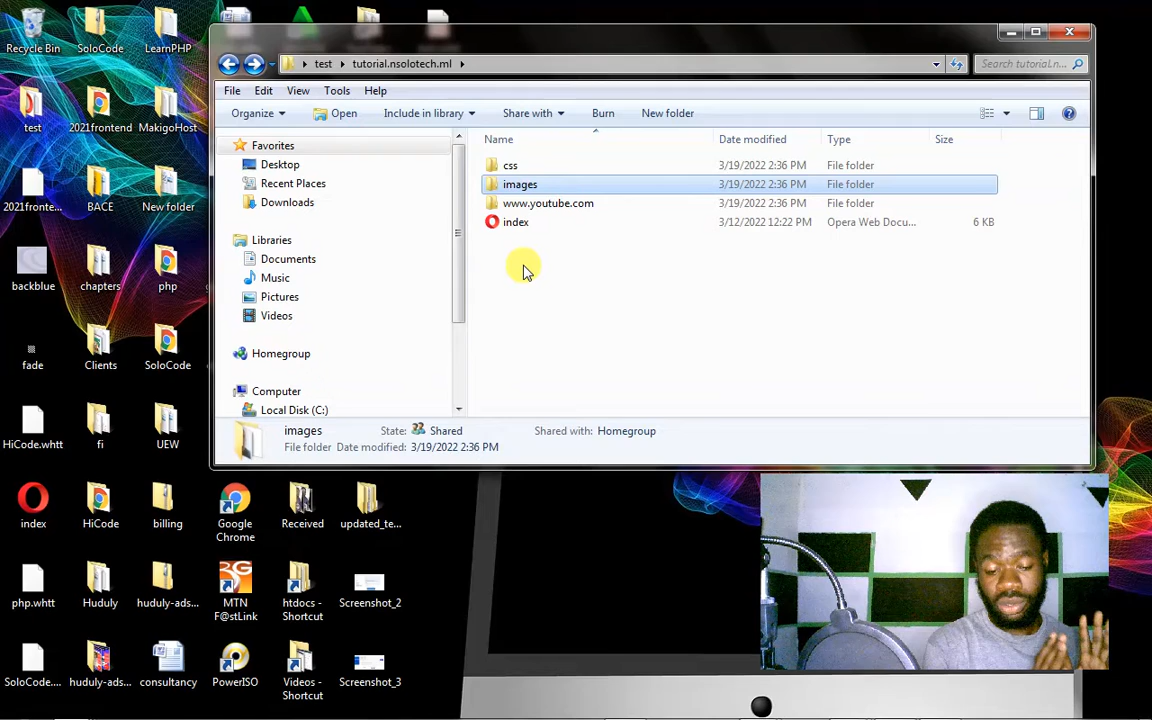 Recycle Bin
SoloCode
LearnPHP
test
2021frontend
MakigoHost
2021fronte...
BACE
New folder
backblue
chapters
php
fade
Clients
SoloCode
HiCode.whtt
fi
UEW
index
HiCode
billing
Google Chrome
Received
updated_te...
php.whtt
Huduly
huduly-ads...
MTN F@stLink
htdocs - Shortcut
Screenshot_2
SoloCode....
huduly-ads...
consultancy
PowerISO
Videos - Shortcut
Screenshot_3
test
tutorial.nsolotech.ml
Search tutorial.n...
File Edit View Tools Help
Organize Open Include in library Share with Burn New folder
Favorites
Desktop
Recent Places
Downloads
Libraries
Documents
Music
Pictures
Videos
Homegroup
Computer
Local Disk (C:)
Name Date modified Type Size
css 3/19/2022 2:36 PM File folder
images 3/19/2022 2:36 PM File folder
www.youtube.com 3/19/2022 2:36 PM File folder
index 3/12/2022 12:22 PM Opera Web Docu... 6 KB
images State: Shared Shared with: Homegroup
File folder Date modified: 3/19/2022 2:36 PM